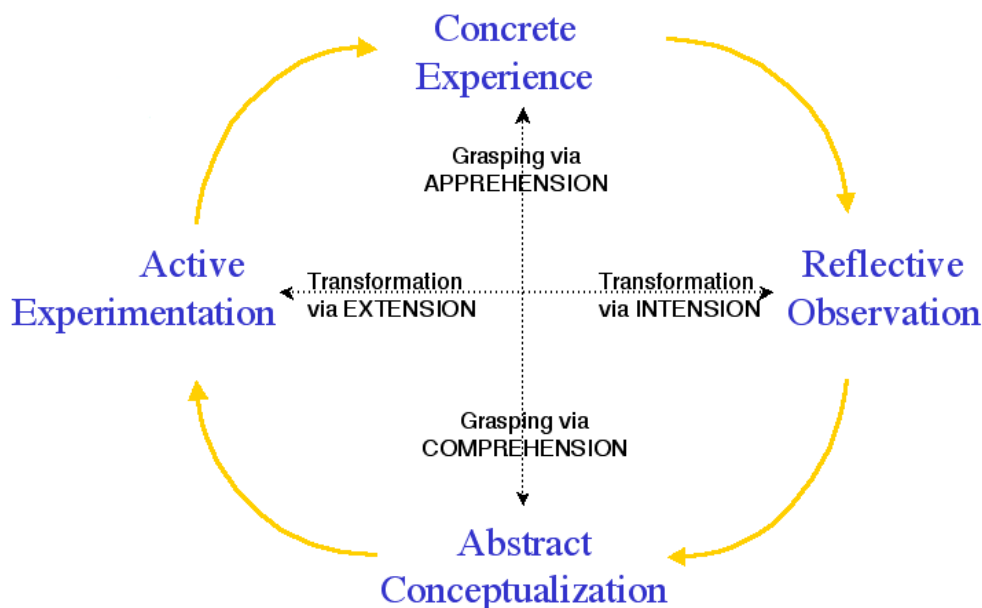 Concrete
Experience
Grasping via
APPREHENSION
Active
Experimentation
Transformation
via EXTENSION
Transformation
via INTENSION
Reflective
Observation
Grasping via
COMPREHENSION
Abstract
Conceptualization